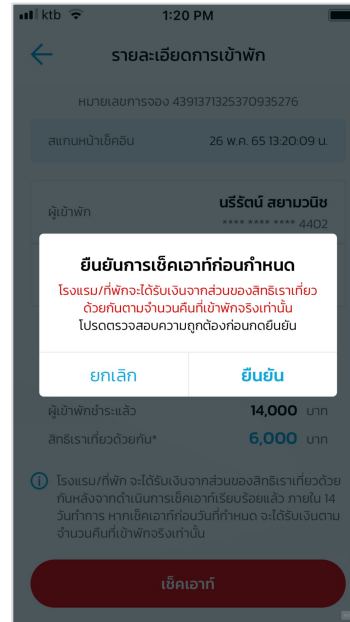 ktb 1:20 PM
รายละเอียดการเข้าพัก
หมายเลขการจอง 4391371325370935276
สแกนหน้าเช็คอิน 26 พ.ค. 65 13:20:09 น.
ผู้เข้าพัก นรีรัตน์ สยามวนิช
**** **** **** 4402
ยืนยันการเช็คเอาท์ก่อนกำหนด
โรงแรม/ที่พักจะได้รับเงินจากส่วนของสิทธิเราเที่ยว
ด้วยกันตามจำนวนคืนที่เข้าพักจริงเท่านั้น
โปรดตรวจสอบความถูกต้องก่อนกดยืนยัน
ยกเลิก ยืนยัน
ผู้เข้าพักชำระแล้ว 14,000 บาท
สิทธิเราเที่ยวด้วยกัน* 6,000 บาท
โรงแรม/ที่พัก จะได้รับเงินจากส่วนของสิทธิเราเที่ยวด้วย
กันหลังจากดำเนินการเช็คเอาท์เรียบร้อยแล้ว ภายใน 14
วันทำการ หากเช็คเอาท์ก่อนวันที่กำหนด จะได้รับเงินตาม
จำนวนคืนที่เข้าพักจริงเท่านั้น
เช็คเอาท์